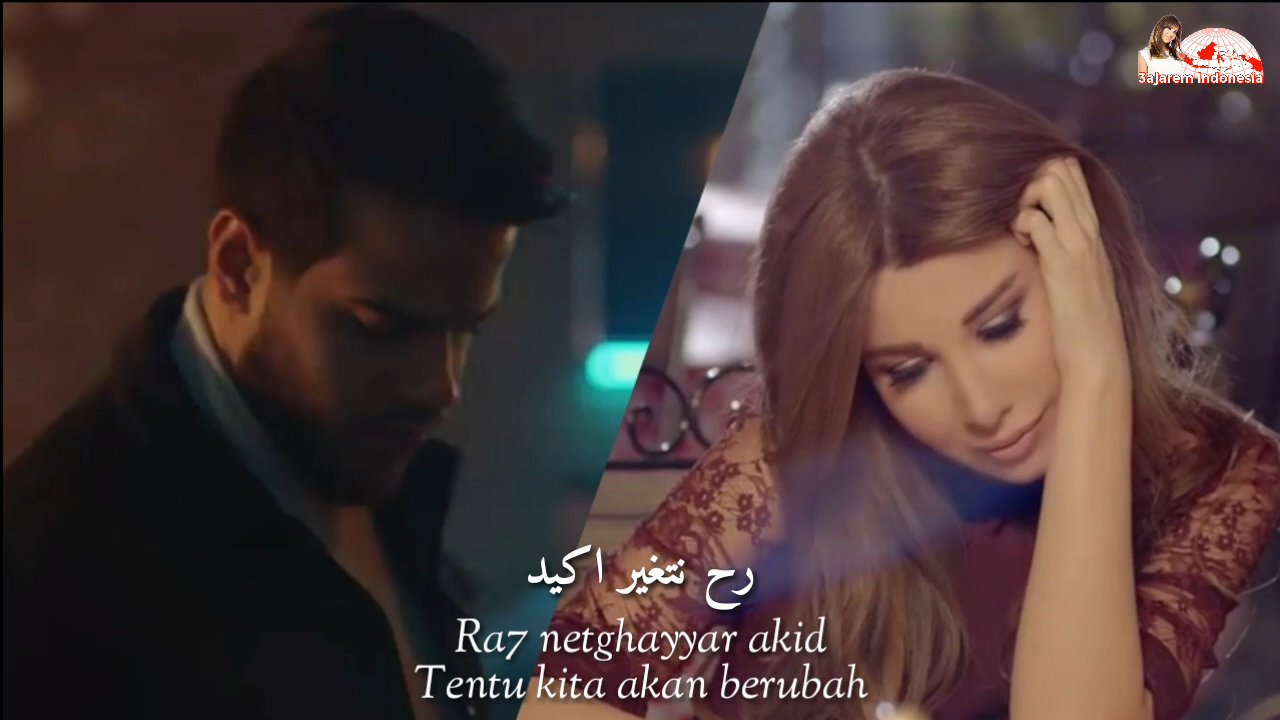 3ajarem Indonesia
رح نتغير اكيد
Ra7 netghayyar akid
Tentu kita akan berubah